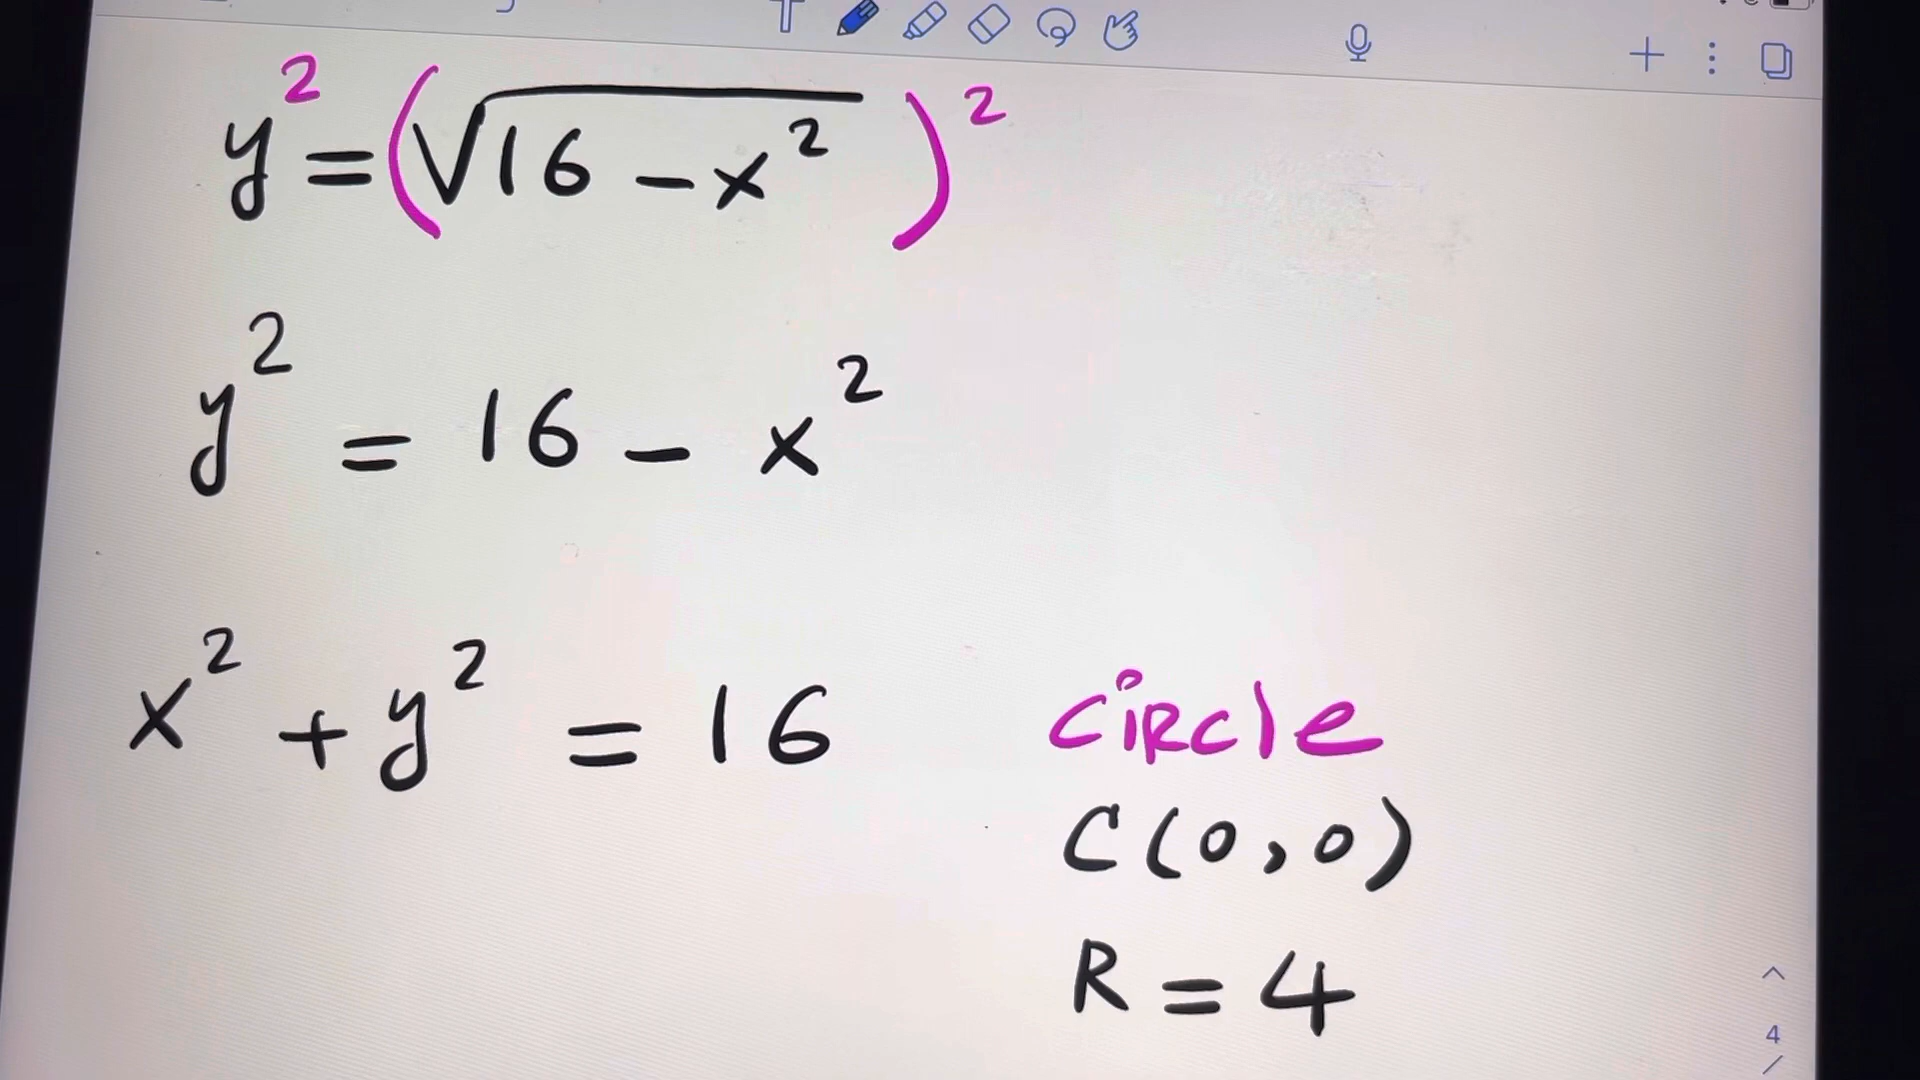 y² = (√16 - x²)²
y² = 16 - x²
x² + y² = 16
circle
C(0,0)
R = 4
4